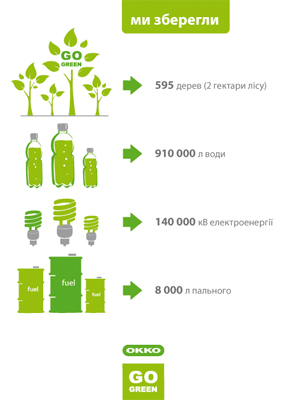 ми зберегли
GO
GREEN
595 дерев (2 гектари лісу)
910 000 л води
140 000 кВ електроенергії
fuel
fuel
fuel
8 000 л пального
OKKO
GO
GREEN